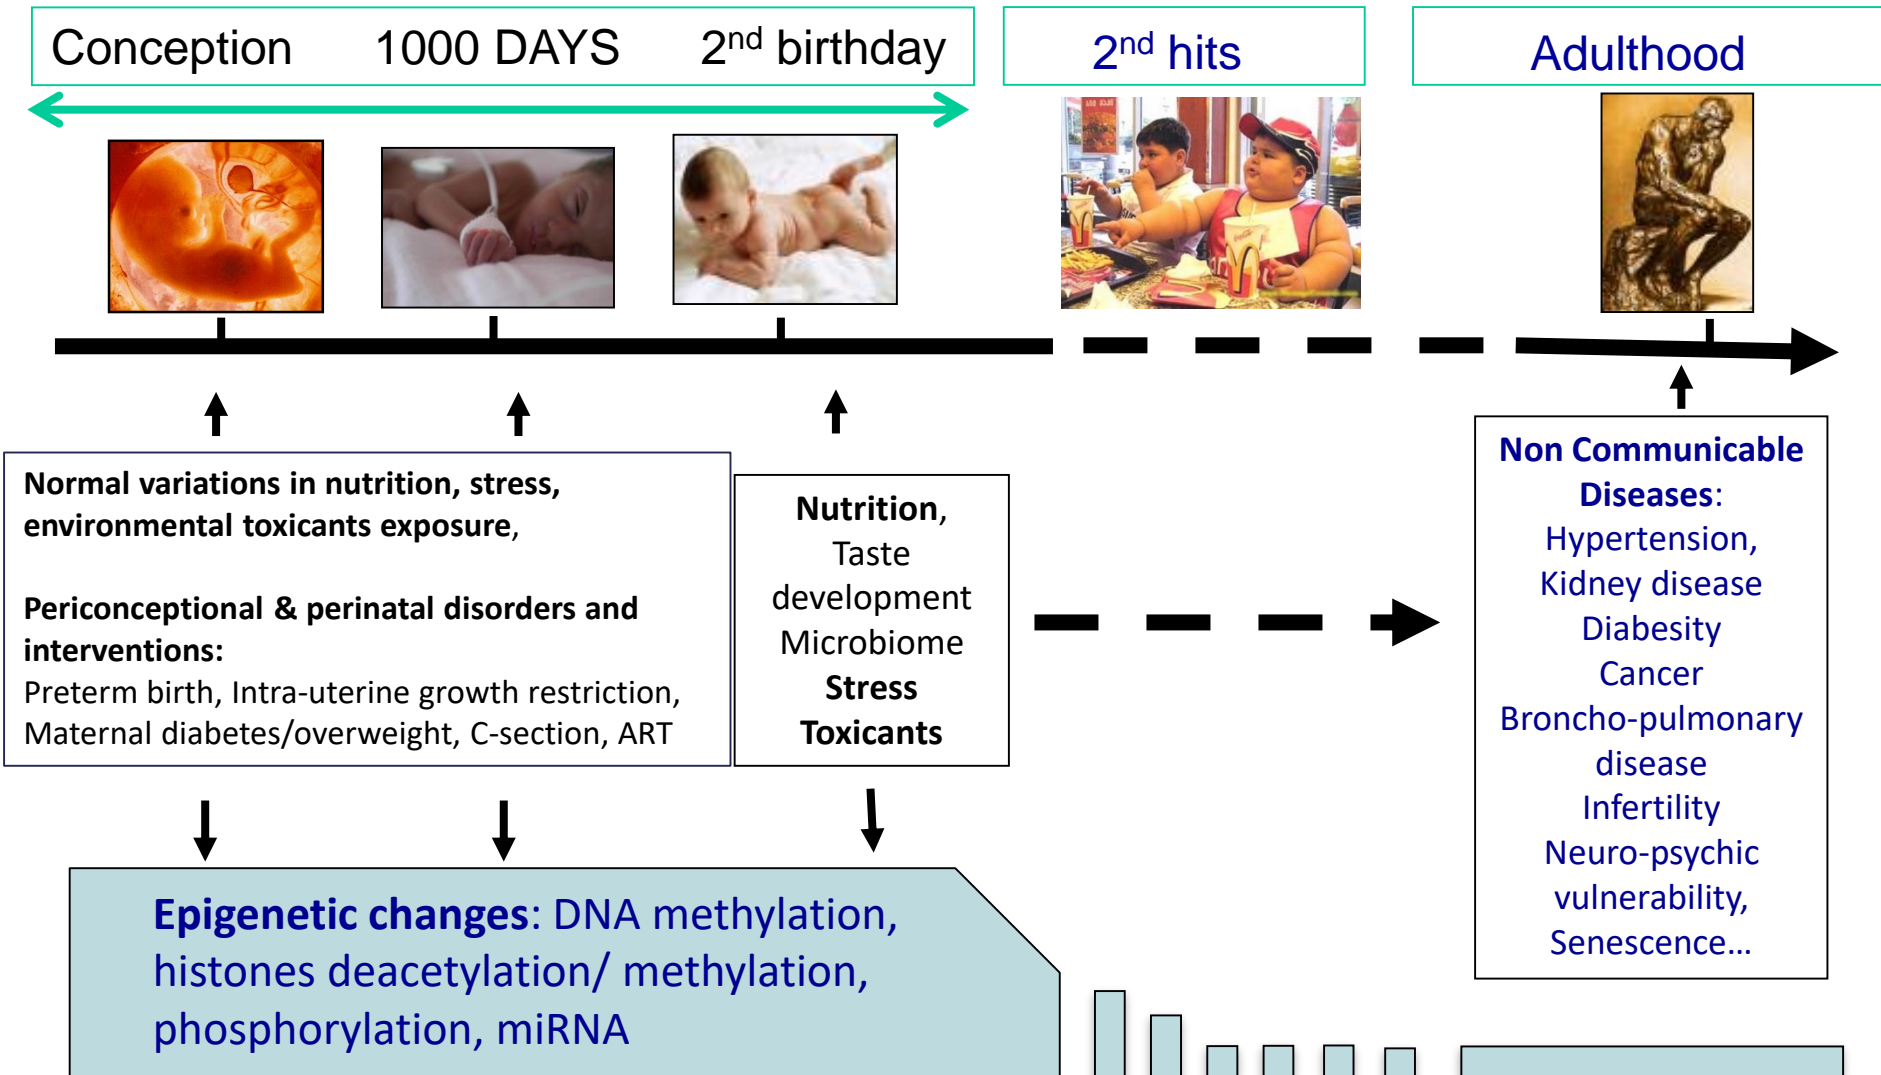 Conception 1000 DAYS 2nd birthday
2nd hits
Adulthood
Normal variations in nutrition, stress,
environmental toxicants exposure,
Periconceptional & perinatal disorders and
interventions:
Preterm birth, Intra-uterine growth restriction,
Maternal diabetes/overweight, C-section, ART
Nutrition,
Taste
development
Microbiome
Stress
Toxicants
Non Communicable
Diseases:
Hypertension,
Kidney disease
Diabesity
Cancer
Broncho-pulmonary
disease
Infertility
Neuro-psychic
vulnerability,
Senescence...
Epigenetic changes: DNA methylation,
histones deacetylation/ methylation,
phosphorylation, miRNA